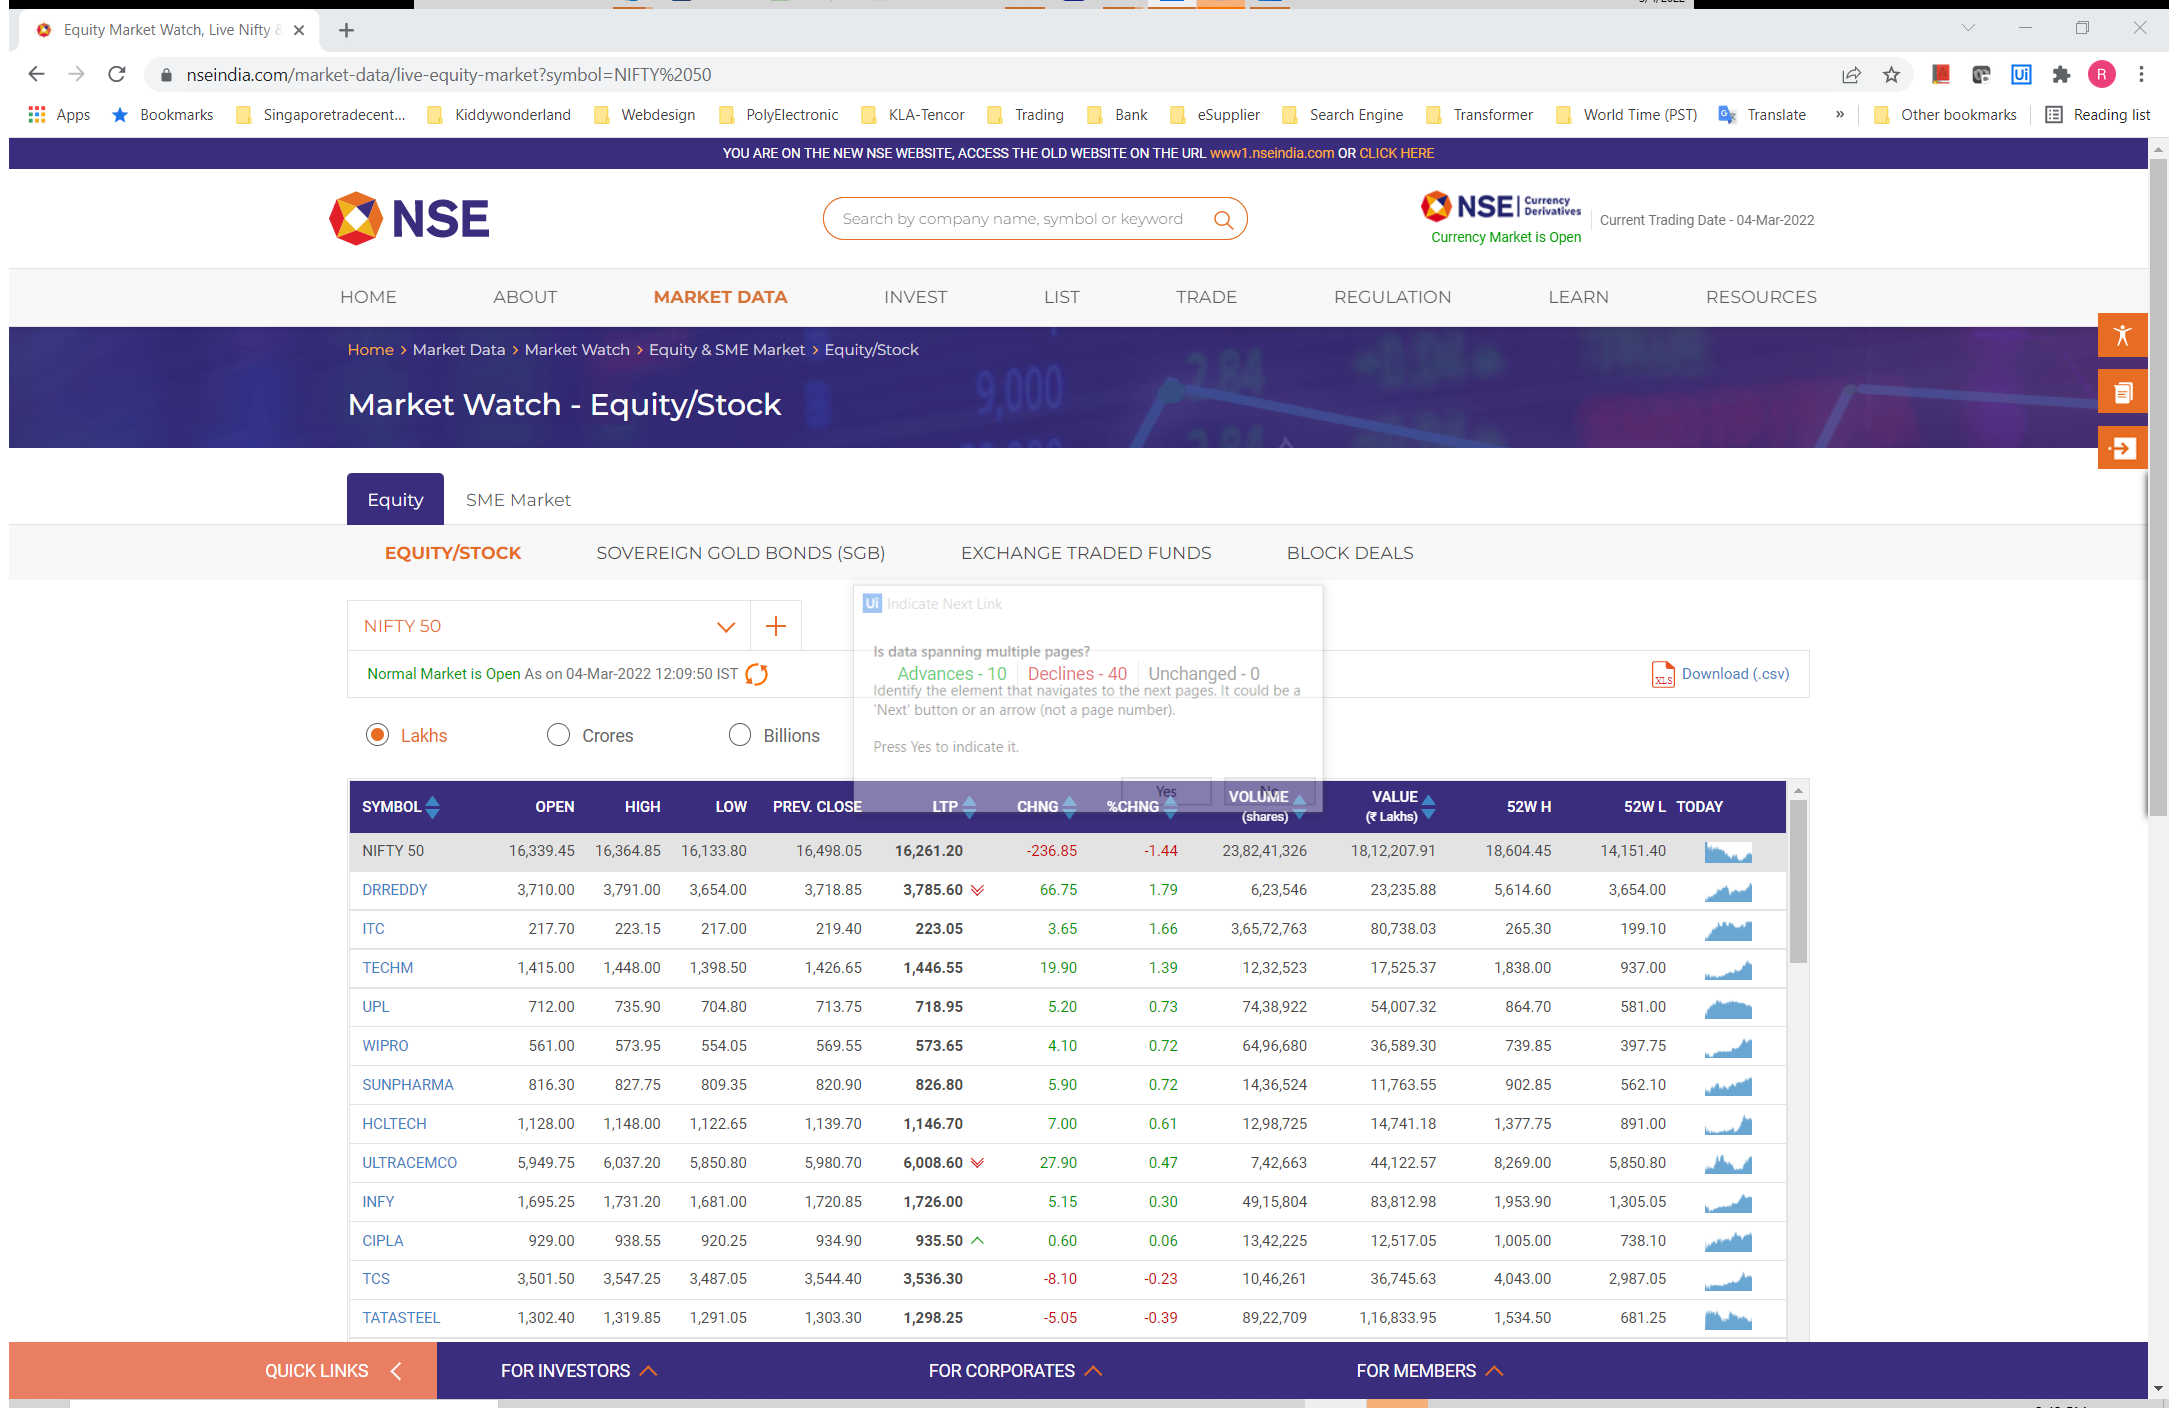 Equity Market Watch, Live Nifty &
nseindia.com/market-data/live-equity-market?symbol=NIFTY%2050
Ui
R
Apps Bookmarks Singaporetradecent... Kiddywonderland Webdesign PolyElectronic KLA-Tencor Trading Bank eSupplier Search Engine Transformer World Time (PST) Translate » Other bookmarks Reading list
YOU ARE ON THE NEW NSE WEBSITE, ACCESS THE OLD WEBSITE ON THE URL www1.nseindia.com OR CLICK HERE
NSE
Search by company name, symbol or keyword
NSE Currency Derivatives
Currency Market is Open
Current Trading Date - 04-Mar-2022
HOME ABOUT MARKET DATA INVEST LIST TRADE REGULATION LEARN RESOURCES
Home > Market Data > Market Watch > Equity & SME Market > Equity/Stock
9,000 2.84
Market Watch - Equity/Stock
Equity SME Market
EQUITY/STOCK SOVEREIGN GOLD BONDS (SGB) EXCHANGE TRADED FUNDS BLOCK DEALS
Ui Indicate Next Link
NIFTY 50
Is data spanning multiple pages?
Normal Market is Open As on 04-Mar-2022 12:09:50 IST
Advances - 10 Declines - 40 Unchanged - 0
XLS Download (.csv)
Identify the element that navigates to the next pages. It could be a
'Next' button or an arrow (not a page number).
Lakhs Crores Billions
Press Yes to indicate it.
Yes No
SYMBOL OPEN HIGH LOW PREV. CLOSE LTP CHNG %CHNG VOLUME (shares) VALUE (₹ Lakhs) 52W H 52W L TODAY
NIFTY 50 16,339.45 16,364.85 16,133.80 16,498.05 16,261.20 -236.85 -1.44 23,82,41,326 18,12,207.91 18,604.45 14,151.40
DRREDDY 3,710.00 3,791.00 3,654.00 3,718.85 3,785.60 66.75 1.79 6,23,546 23,235.88 5,614.60 3,654.00
ITC 217.70 223.15 217.00 219.40 223.05 3.65 1.66 3,65,72,763 80,738.03 265.30 199.10
TECHM 1,415.00 1,448.00 1,398.50 1,426.65 1,446.55 19.90 1.39 12,32,523 17,525.37 1,838.00 937.00
UPL 712.00 735.90 704.80 713.75 718.95 5.20 0.73 74,38,922 54,007.32 864.70 581.00
WIPRO 561.00 573.95 554.05 569.55 573.65 4.10 0.72 64,96,680 36,589.30 739.85 397.75
SUNPHARMA 816.30 827.75 809.35 820.90 826.80 5.90 0.72 14,36,524 11,763.55 902.85 562.10
HCLTECH 1,128.00 1,148.00 1,122.65 1,139.70 1,146.70 7.00 0.61 12,98,725 14,741.18 1,377.75 891.00
ULTRACEMCO 5,949.75 6,037.20 5,850.80 5,980.70 6,008.60 27.90 0.47 7,42,663 44,122.57 8,269.00 5,850.80
INFY 1,695.25 1,731.20 1,681.00 1,720.85 1,726.00 5.15 0.30 49,15,804 83,812.98 1,953.90 1,305.05
CIPLA 929.00 938.55 920.25 934.90 935.50 0.60 0.06 13,42,225 12,517.05 1,005.00 738.10
TCS 3,501.50 3,547.25 3,487.05 3,544.40 3,536.30 -8.10 -0.23 10,46,261 36,745.63 4,043.00 2,987.05
TATASTEEL 1,302.40 1,319.85 1,291.05 1,303.30 1,298.25 -5.05 -0.39 89,22,709 1,16,833.95 1,534.50 681.25
QUICK LINKS FOR INVESTORS FOR CORPORATES FOR MEMBERS